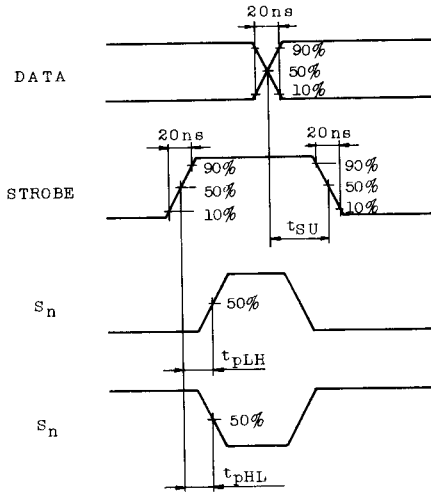 20ns
90%
DATA 50%
10%
20ns 20ns
90% 90%
STROBE 50% 50%
10% 10%
tSU
Sn 50%
tpLH
Sn 50%
tpHL